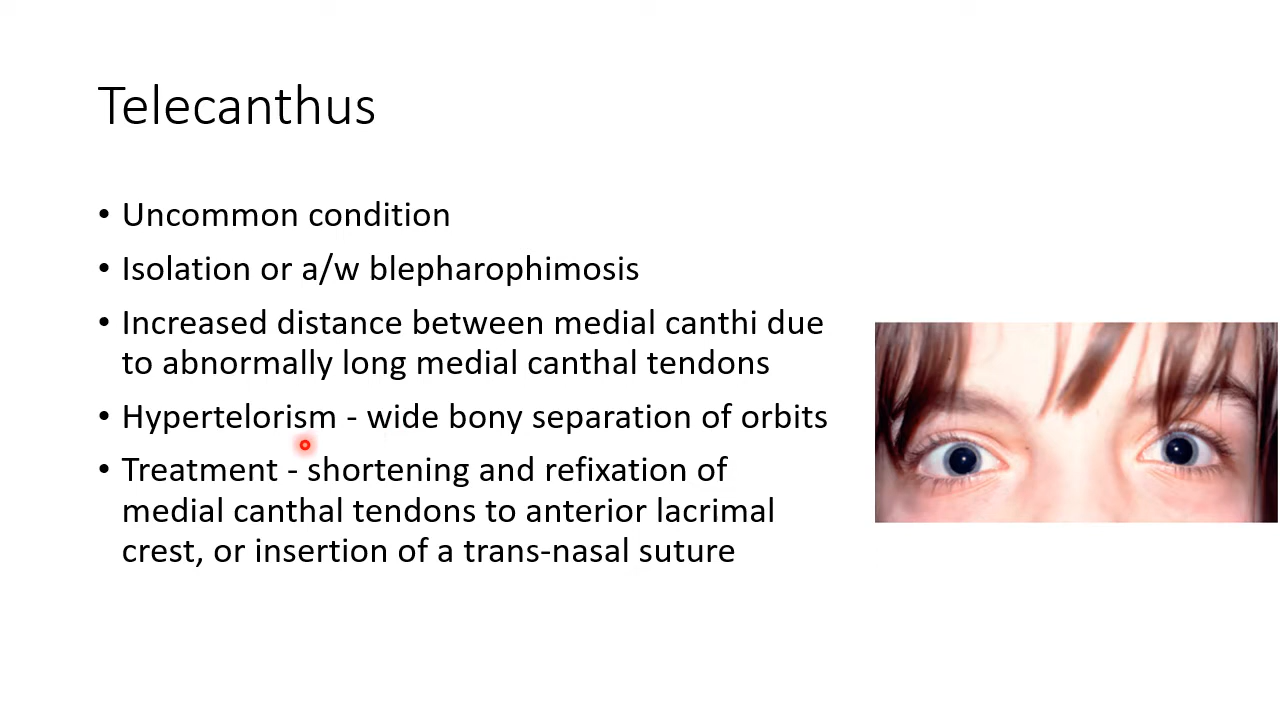 Telecanthus
• Uncommon condition
• Isolation or a/w blepharophimosis
• Increased distance between medial canthi due
to abnormally long medial canthal tendons
• Hypertelorism - wide bony separation of orbits
• Treatment - shortening and refixation of
medial canthal tendons to anterior lacrimal
crest, or insertion of a trans-nasal suture